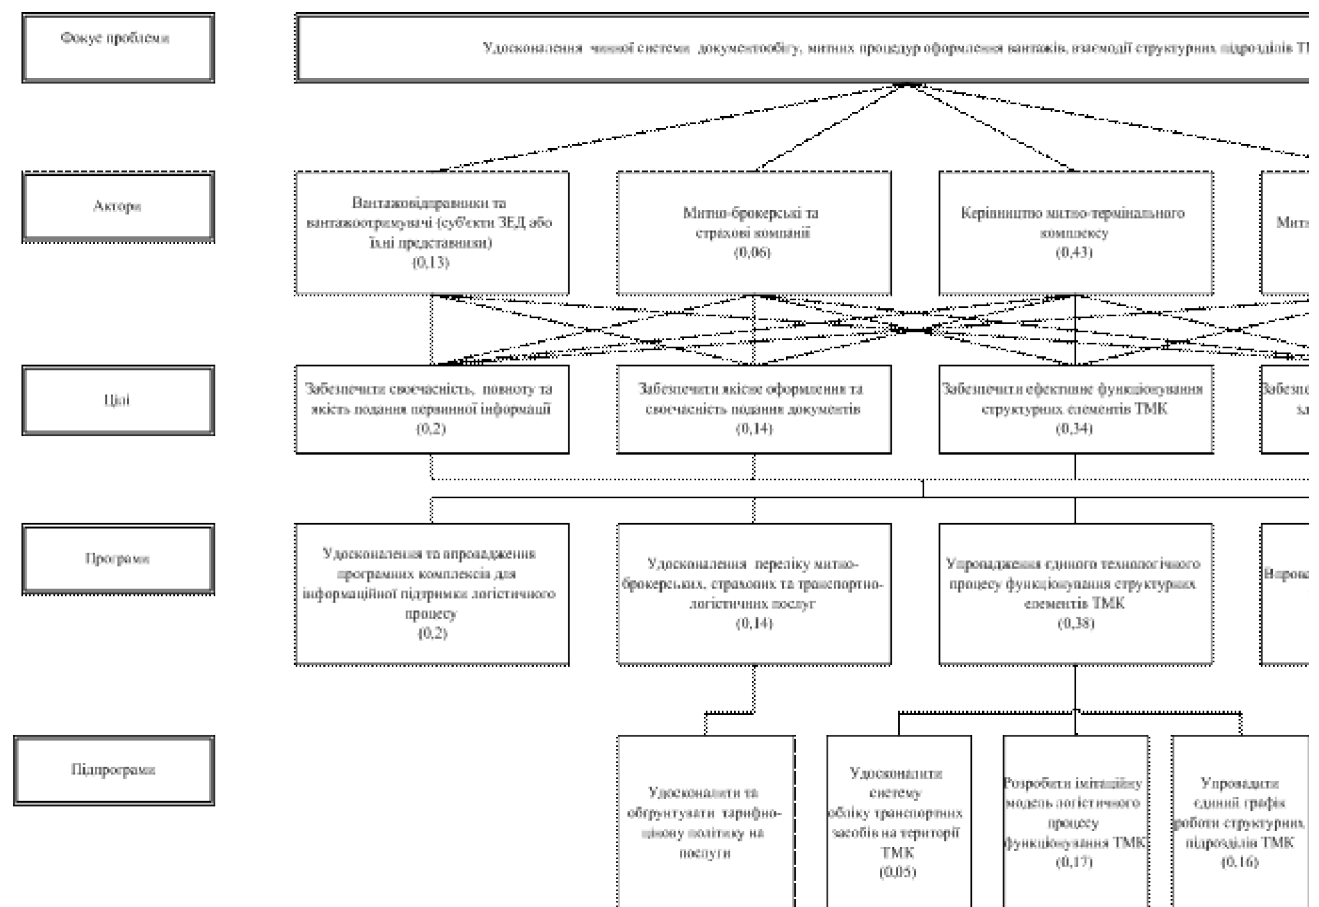 Фокус проблеми
Удосконалення чинної системи документообігу, митних процедур оформлення вантажів, взаємодії структурних підрозділів
Актори
Вантажовідправники та
вантажоотримувачі (суб'єкти ЗЕД або
їхні представники)
(0,13)
Митно-брокерські та
страхові компанії
(0,06)
Керівництво митно-термінального
комплексу
(0,43)
Цілі
Забезпечити своєчасність, повноту та
якість подання первинної інформації
(0,2)
Забезпечити якісне оформлення та
своєчасність подання документів
(0,14)
Забезпечити ефективне функціонування
структурних елементів ТМК
(0,34)
Програми
Удосконалення та впровадження
програмних комплексів для
інформаційної підтримки логістичного
процесу
(0,2)
Удосконалення переліку митно-
брокерських, страхових та транспортно-
логістичних послуг
(0,14)
Упровадження єдиного технологічного
процесу функціонування структурних
елементів ТМК
(0,38)
Підпрограми
Удосконалити та
обґрунтувати тарифно-
цінову політику на
послуги
Удосконалити
систему
обліку транспортних
засобів на території
ТМК
(0,05)
Розробити імітаційну
модель логістичного
процесу
функціонування ТМК
(0,17)
Упровадити
єдиний графік
роботи структурних
підрозділів ТМК
(0,16)